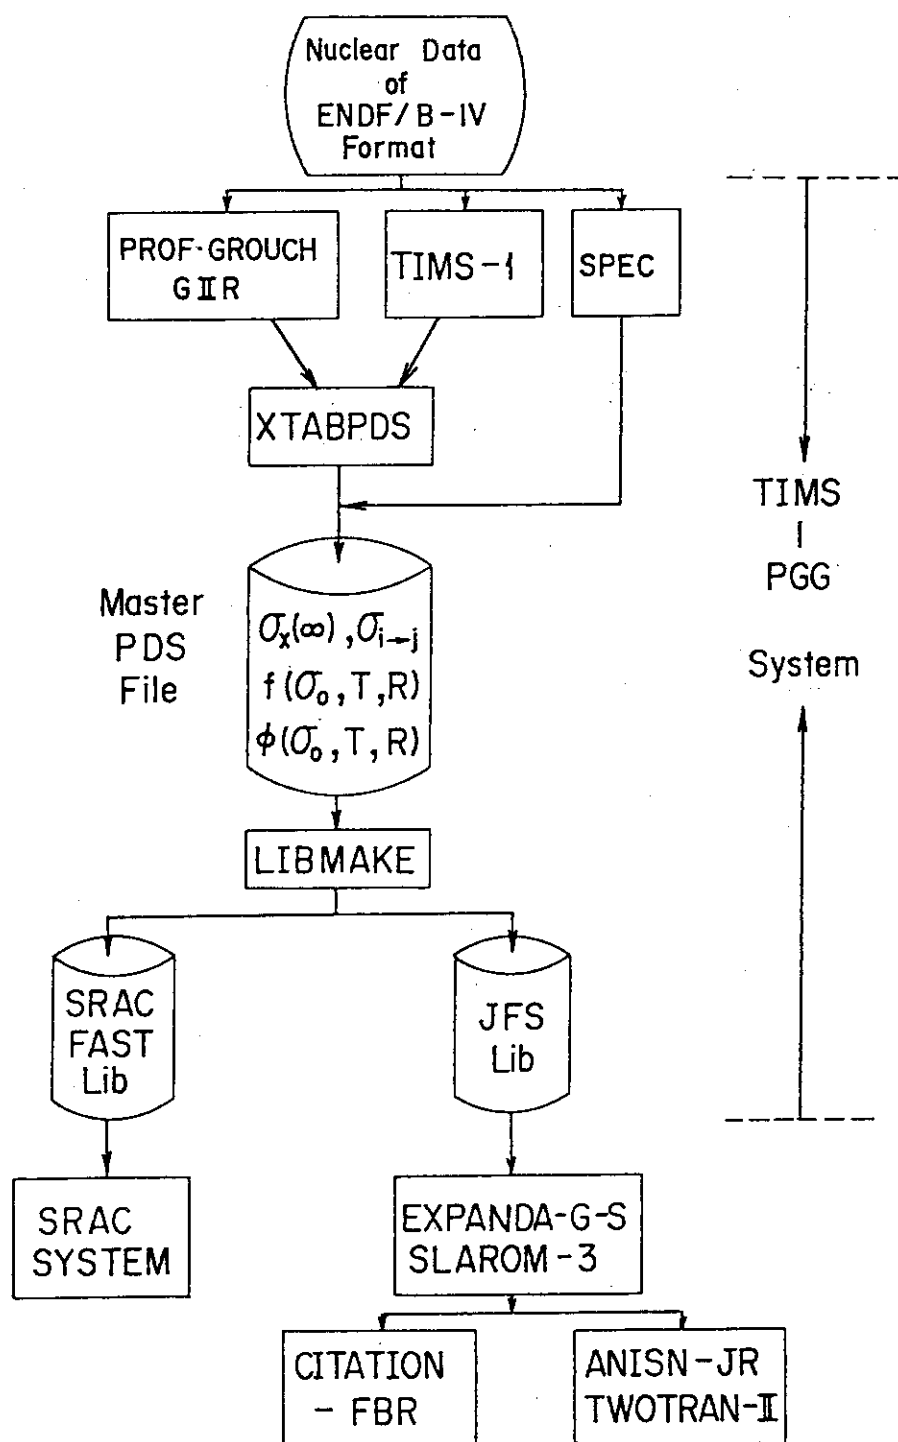 Nuclear Data
of
ENDF/B-IV
Format
PROF-GROUCH
GⅡR
TIMS-1
SPEC
XTABPDS
TIMS
|
PGG
System
Master
PDS
File
σx(∞), σi→j
f(σ₀, T, R)
φ(σ₀, T, R)
LIBMAKE
SRAC
FAST
Lib
JFS
Lib
SRAC
SYSTEM
EXPANDA-G-S
SLAROM-3
CITATION
- FBR
ANISN-JR
TWOTRAN-Ⅱ